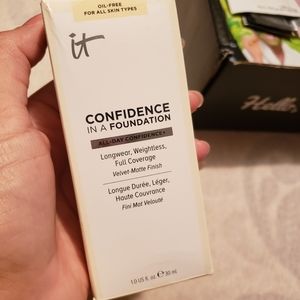 OIL-FREE
FOR ALL SKIN TYPES
it
CONFIDENCE
IN A FOUNDATION
ALL-DAY CONFIDENCE+
Longwear, Weightless,
Full Coverage
Velvet-Matte Finish
Longue Durée, Léger,
Haute Couvrance
Fini Mat Velouté
1.0 US fl. oz ℮ 30 ml
Hello,